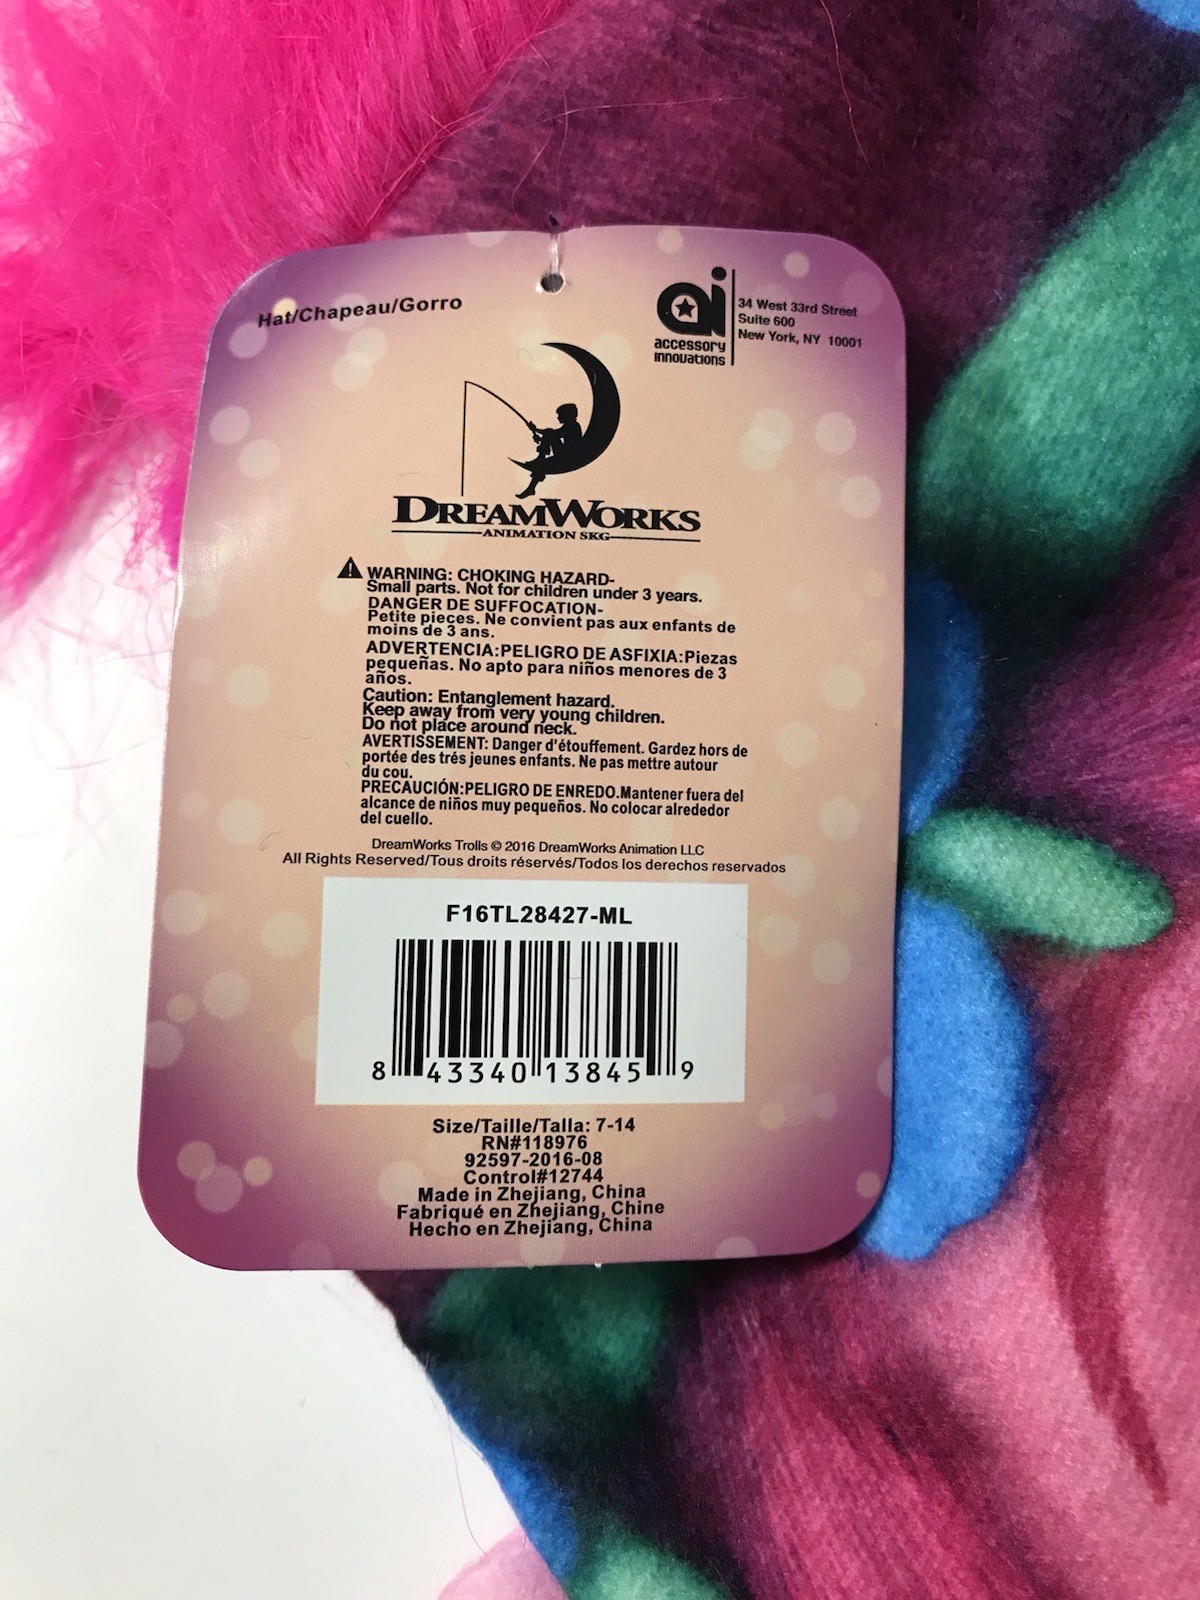 Hat/Chapeau/Gorro
ai
accessory
innovations
34 West 33rd Street
Suite 600
New York, NY 10001
DREAMWORKS
ANIMATION SKG
WARNING: CHOKING HAZARD-
Small parts. Not for children under 3 years.
DANGER DE SUFFOCATION-
Petite pieces. Ne convient pas aux enfants de
moins de 3 ans.
ADVERTENCIA:PELIGRO DE ASFIXIA:Piezas
pequeñas. No apto para niños menores de 3
años.
Caution: Entanglement hazard.
Keep away from very young children.
Do not place around neck.
AVERTISSEMENT: Danger d'étouffement. Gardez hors de
portée des trés jeunes enfants. Ne pas mettre autour
du cou.
PRECAUCIÓN:PELIGRO DE ENREDO.Mantener fuera del
alcance de niños muy pequeños. No colocar alrededor
del cuello.
DreamWorks Trolls © 2016 DreamWorks Animation LLC
All Rights Reserved/Tous droits réservés/Todos los derechos reservados
F16TL28427-ML
8 43340 13845 9
Size/Taille/Talla: 7-14
RN#118976
92597-2016-08
Control#12744
Made in Zhejiang, China
Fabriqué en Zhejiang, Chine
Hecho en Zhejiang, China